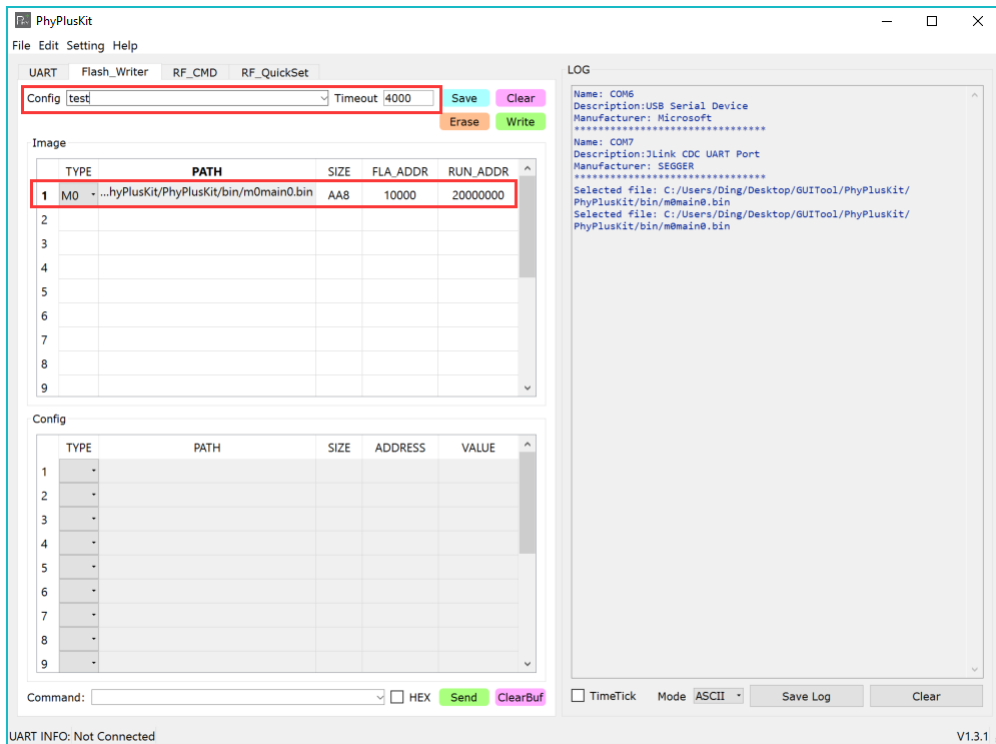 PhyPlusKit
File Edit Setting Help
UART Flash_Writer RF_CMD RF_QuickSet
Config test Timeout 4000 Save Clear
Erase Write
Image
TYPE PATH SIZE FLA_ADDR RUN_ADDR
1 M0 ...hyPlusKit/PhyPlusKit/bin/m0main0.bin AA8 10000 20000000
2
3
4
5
6
7
8
9
Config
TYPE PATH SIZE ADDRESS VALUE
1
2
3
4
5
6
7
8
9
Command: HEX Send ClearBuf
LOG
Name: COM6
Description:USB Serial Device
Manufacturer: Microsoft
********************************
Name: COM7
Description:JLink CDC UART Port
Manufacturer: SEGGER
********************************
Selected file: C:/Users/Ding/Desktop/GUITool/PhyPlusKit/
PhyPlusKit/bin/m0main0.bin
Selected file: C:/Users/Ding/Desktop/GUITool/PhyPlusKit/
PhyPlusKit/bin/m0main0.bin
TimeTick Mode ASCII Save Log Clear
UART INFO: Not Connected V1.3.1